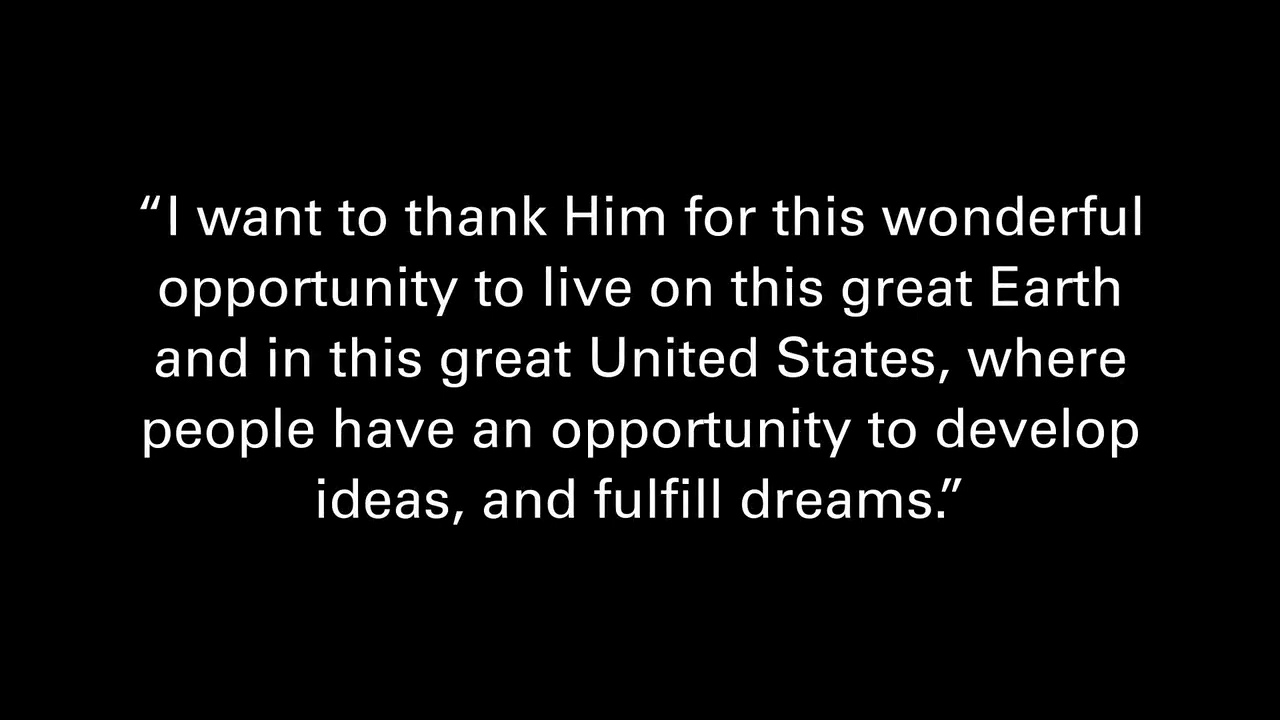 “I want to thank Him for this wonderful
opportunity to live on this great Earth
and in this great United States, where
people have an opportunity to develop
ideas, and fulfill dreams.”